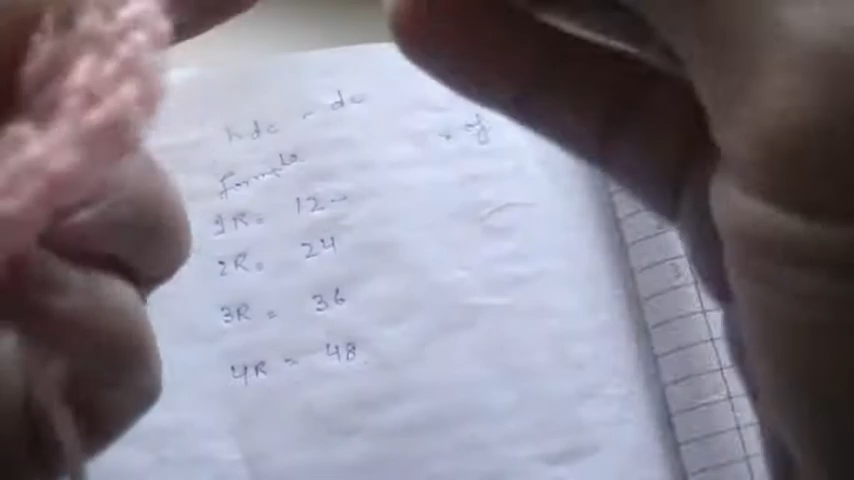 hdc - dc
formula
1R = 12
2R = 24
3R = 36
4R = 48